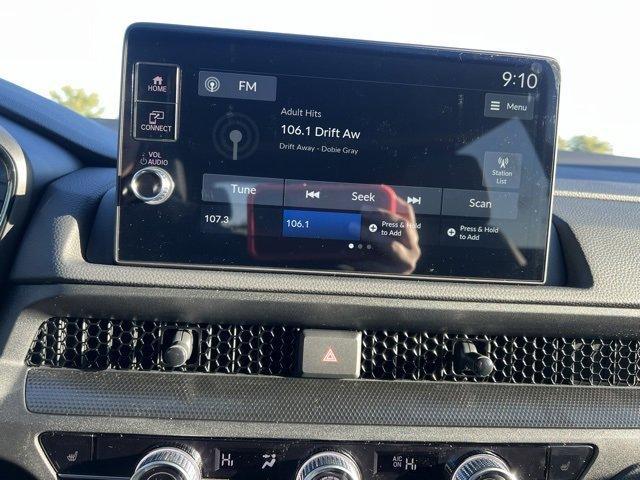 9:10
HOME
FM
Menu
Adult Hits
106.1 Drift Aw
Drift Away - Dobie Gray
CONNECT
VOL
AUDIO
Station
List
Tune
Seek
Scan
107.3
106.1
Press & Hold
to Add
Press & Hold
to Add
HI
A/C
ON
HI